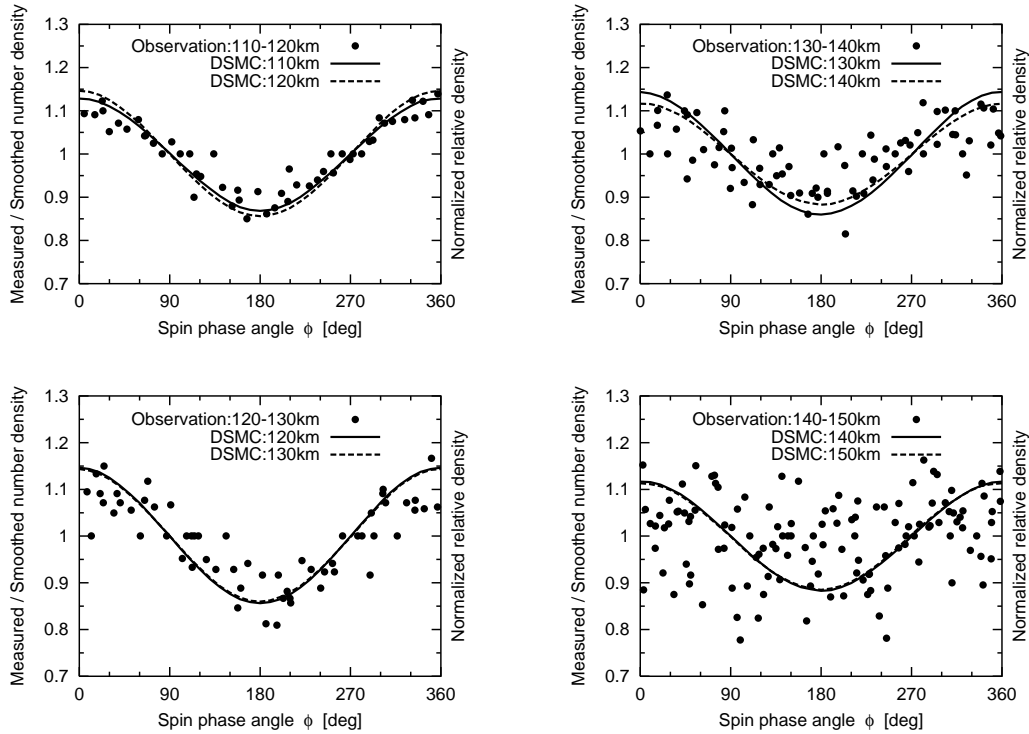 Measured / Smoothed number density
1.3
1.2
1.1
1
0.9
0.8
0.7
Observation:110-120km
DSMC:110km
DSMC:120km
0 90 180 270 360
Spin phase angle ϕ [deg]
Normalized relative density
Measured / Smoothed number density
1.3
1.2
1.1
1
0.9
0.8
0.7
Observation:130-140km
DSMC:130km
DSMC:140km
0 90 180 270 360
Spin phase angle ϕ [deg]
Normalized relative density
Measured / Smoothed number density
1.3
1.2
1.1
1
0.9
0.8
0.7
Observation:120-130km
DSMC:120km
DSMC:130km
0 90 180 270 360
Spin phase angle ϕ [deg]
Normalized relative density
Measured / Smoothed number density
1.3
1.2
1.1
1
0.9
0.8
0.7
Observation:140-150km
DSMC:140km
DSMC:150km
0 90 180 270 360
Spin phase angle ϕ [deg]
Normalized relative density